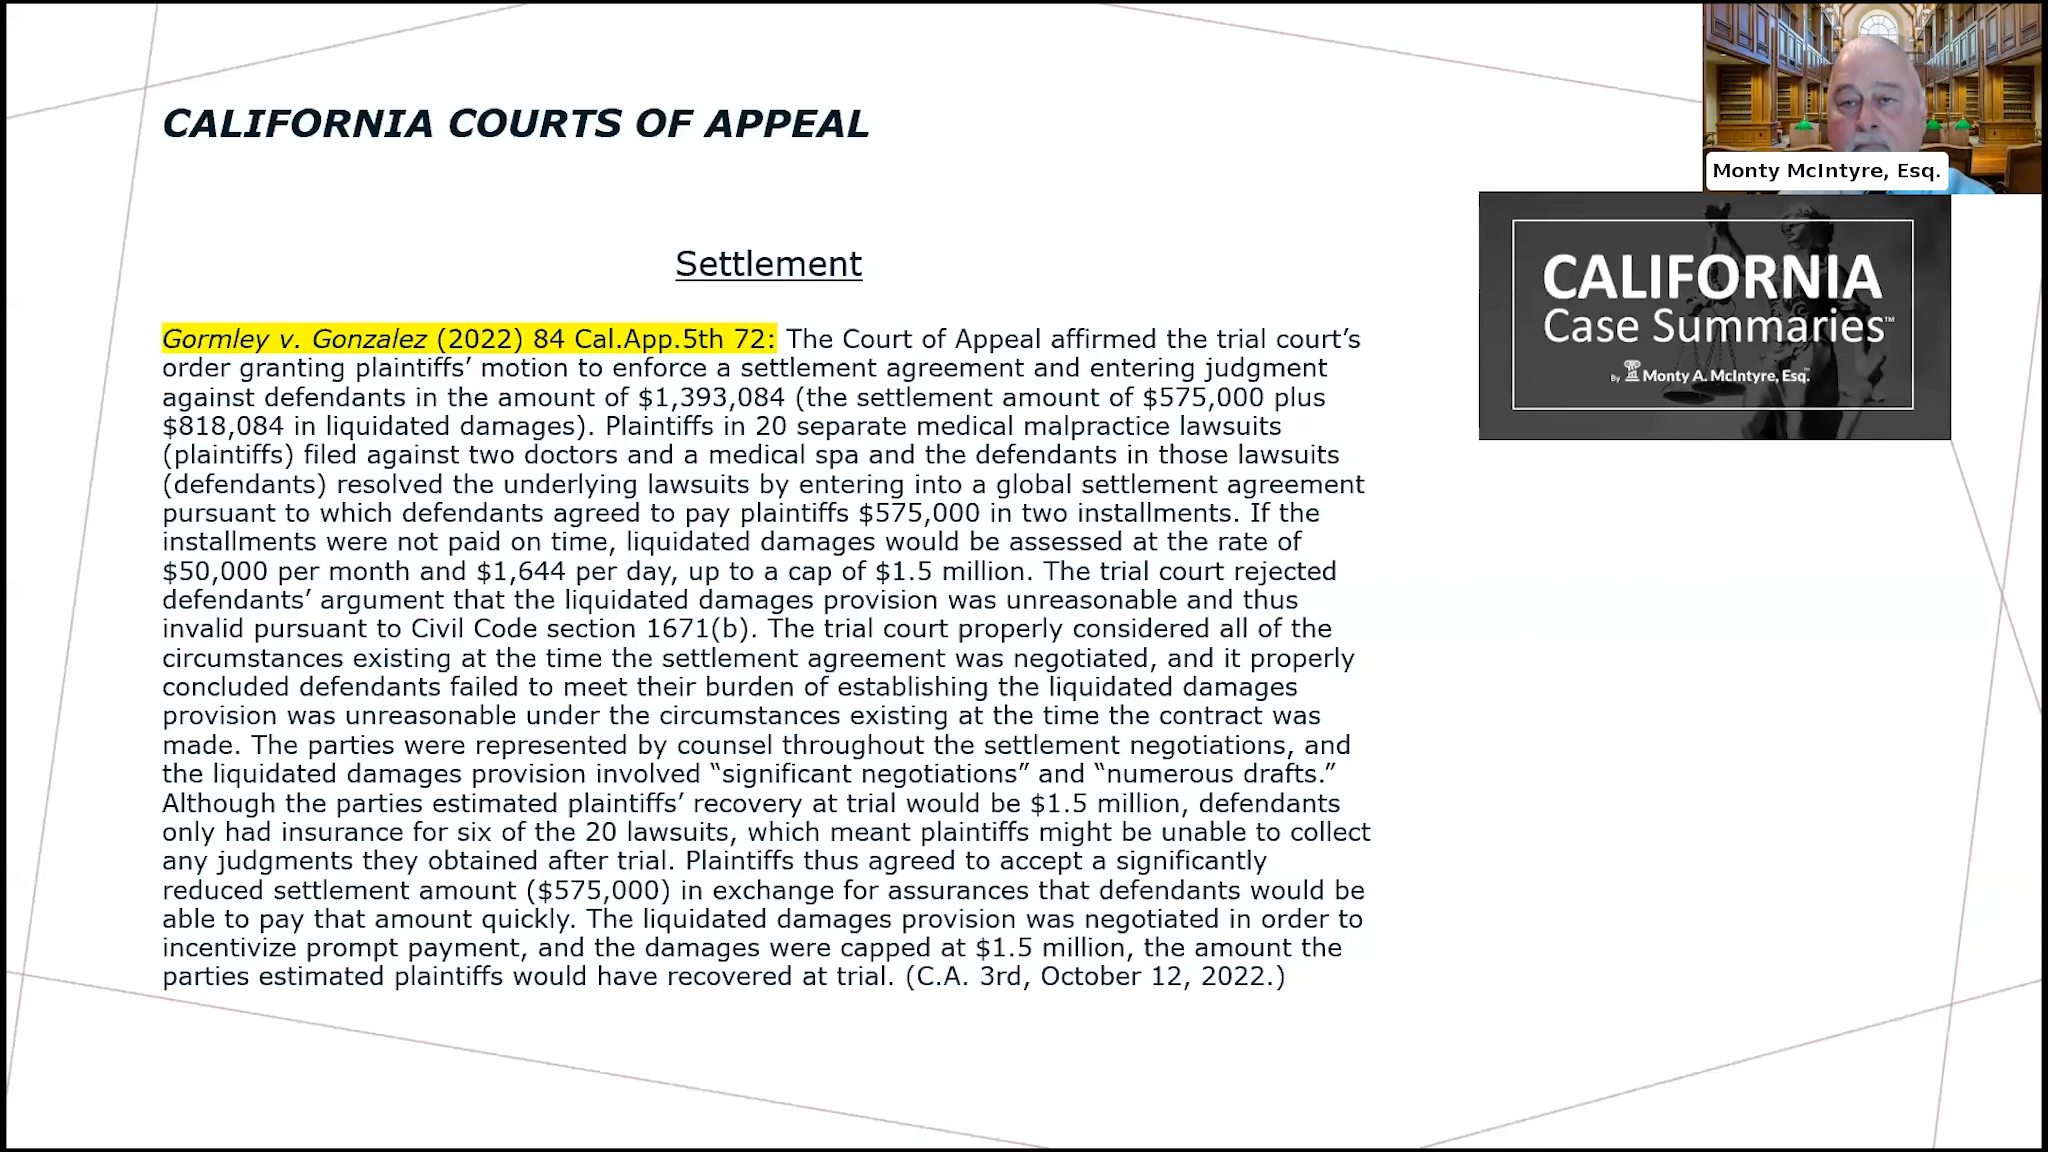 CALIFORNIA COURTS OF APPEAL
Monty McIntyre, Esq.
CALIFORNIA
Case Summaries™
By Monty A. McIntyre, Esq.™
Settlement
Gormley v. Gonzalez (2022) 84 Cal.App.5th 72: The Court of Appeal affirmed the trial court’s
order granting plaintiffs’ motion to enforce a settlement agreement and entering judgment
against defendants in the amount of $1,393,084 (the settlement amount of $575,000 plus
$818,084 in liquidated damages). Plaintiffs in 20 separate medical malpractice lawsuits
(plaintiffs) filed against two doctors and a medical spa and the defendants in those lawsuits
(defendants) resolved the underlying lawsuits by entering into a global settlement agreement
pursuant to which defendants agreed to pay plaintiffs $575,000 in two installments. If the
installments were not paid on time, liquidated damages would be assessed at the rate of
$50,000 per month and $1,644 per day, up to a cap of $1.5 million. The trial court rejected
defendants’ argument that the liquidated damages provision was unreasonable and thus
invalid pursuant to Civil Code section 1671(b). The trial court properly considered all of the
circumstances existing at the time the settlement agreement was negotiated, and it properly
concluded defendants failed to meet their burden of establishing the liquidated damages
provision was unreasonable under the circumstances existing at the time the contract was
made. The parties were represented by counsel throughout the settlement negotiations, and
the liquidated damages provision involved “significant negotiations” and “numerous drafts.”
Although the parties estimated plaintiffs’ recovery at trial would be $1.5 million, defendants
only had insurance for six of the 20 lawsuits, which meant plaintiffs might be unable to collect
any judgments they obtained after trial. Plaintiffs thus agreed to accept a significantly
reduced settlement amount ($575,000) in exchange for assurances that defendants would be
able to pay that amount quickly. The liquidated damages provision was negotiated in order to
incentivize prompt payment, and the damages were capped at $1.5 million, the amount the
parties estimated plaintiffs would have recovered at trial. (C.A. 3rd, October 12, 2022.)